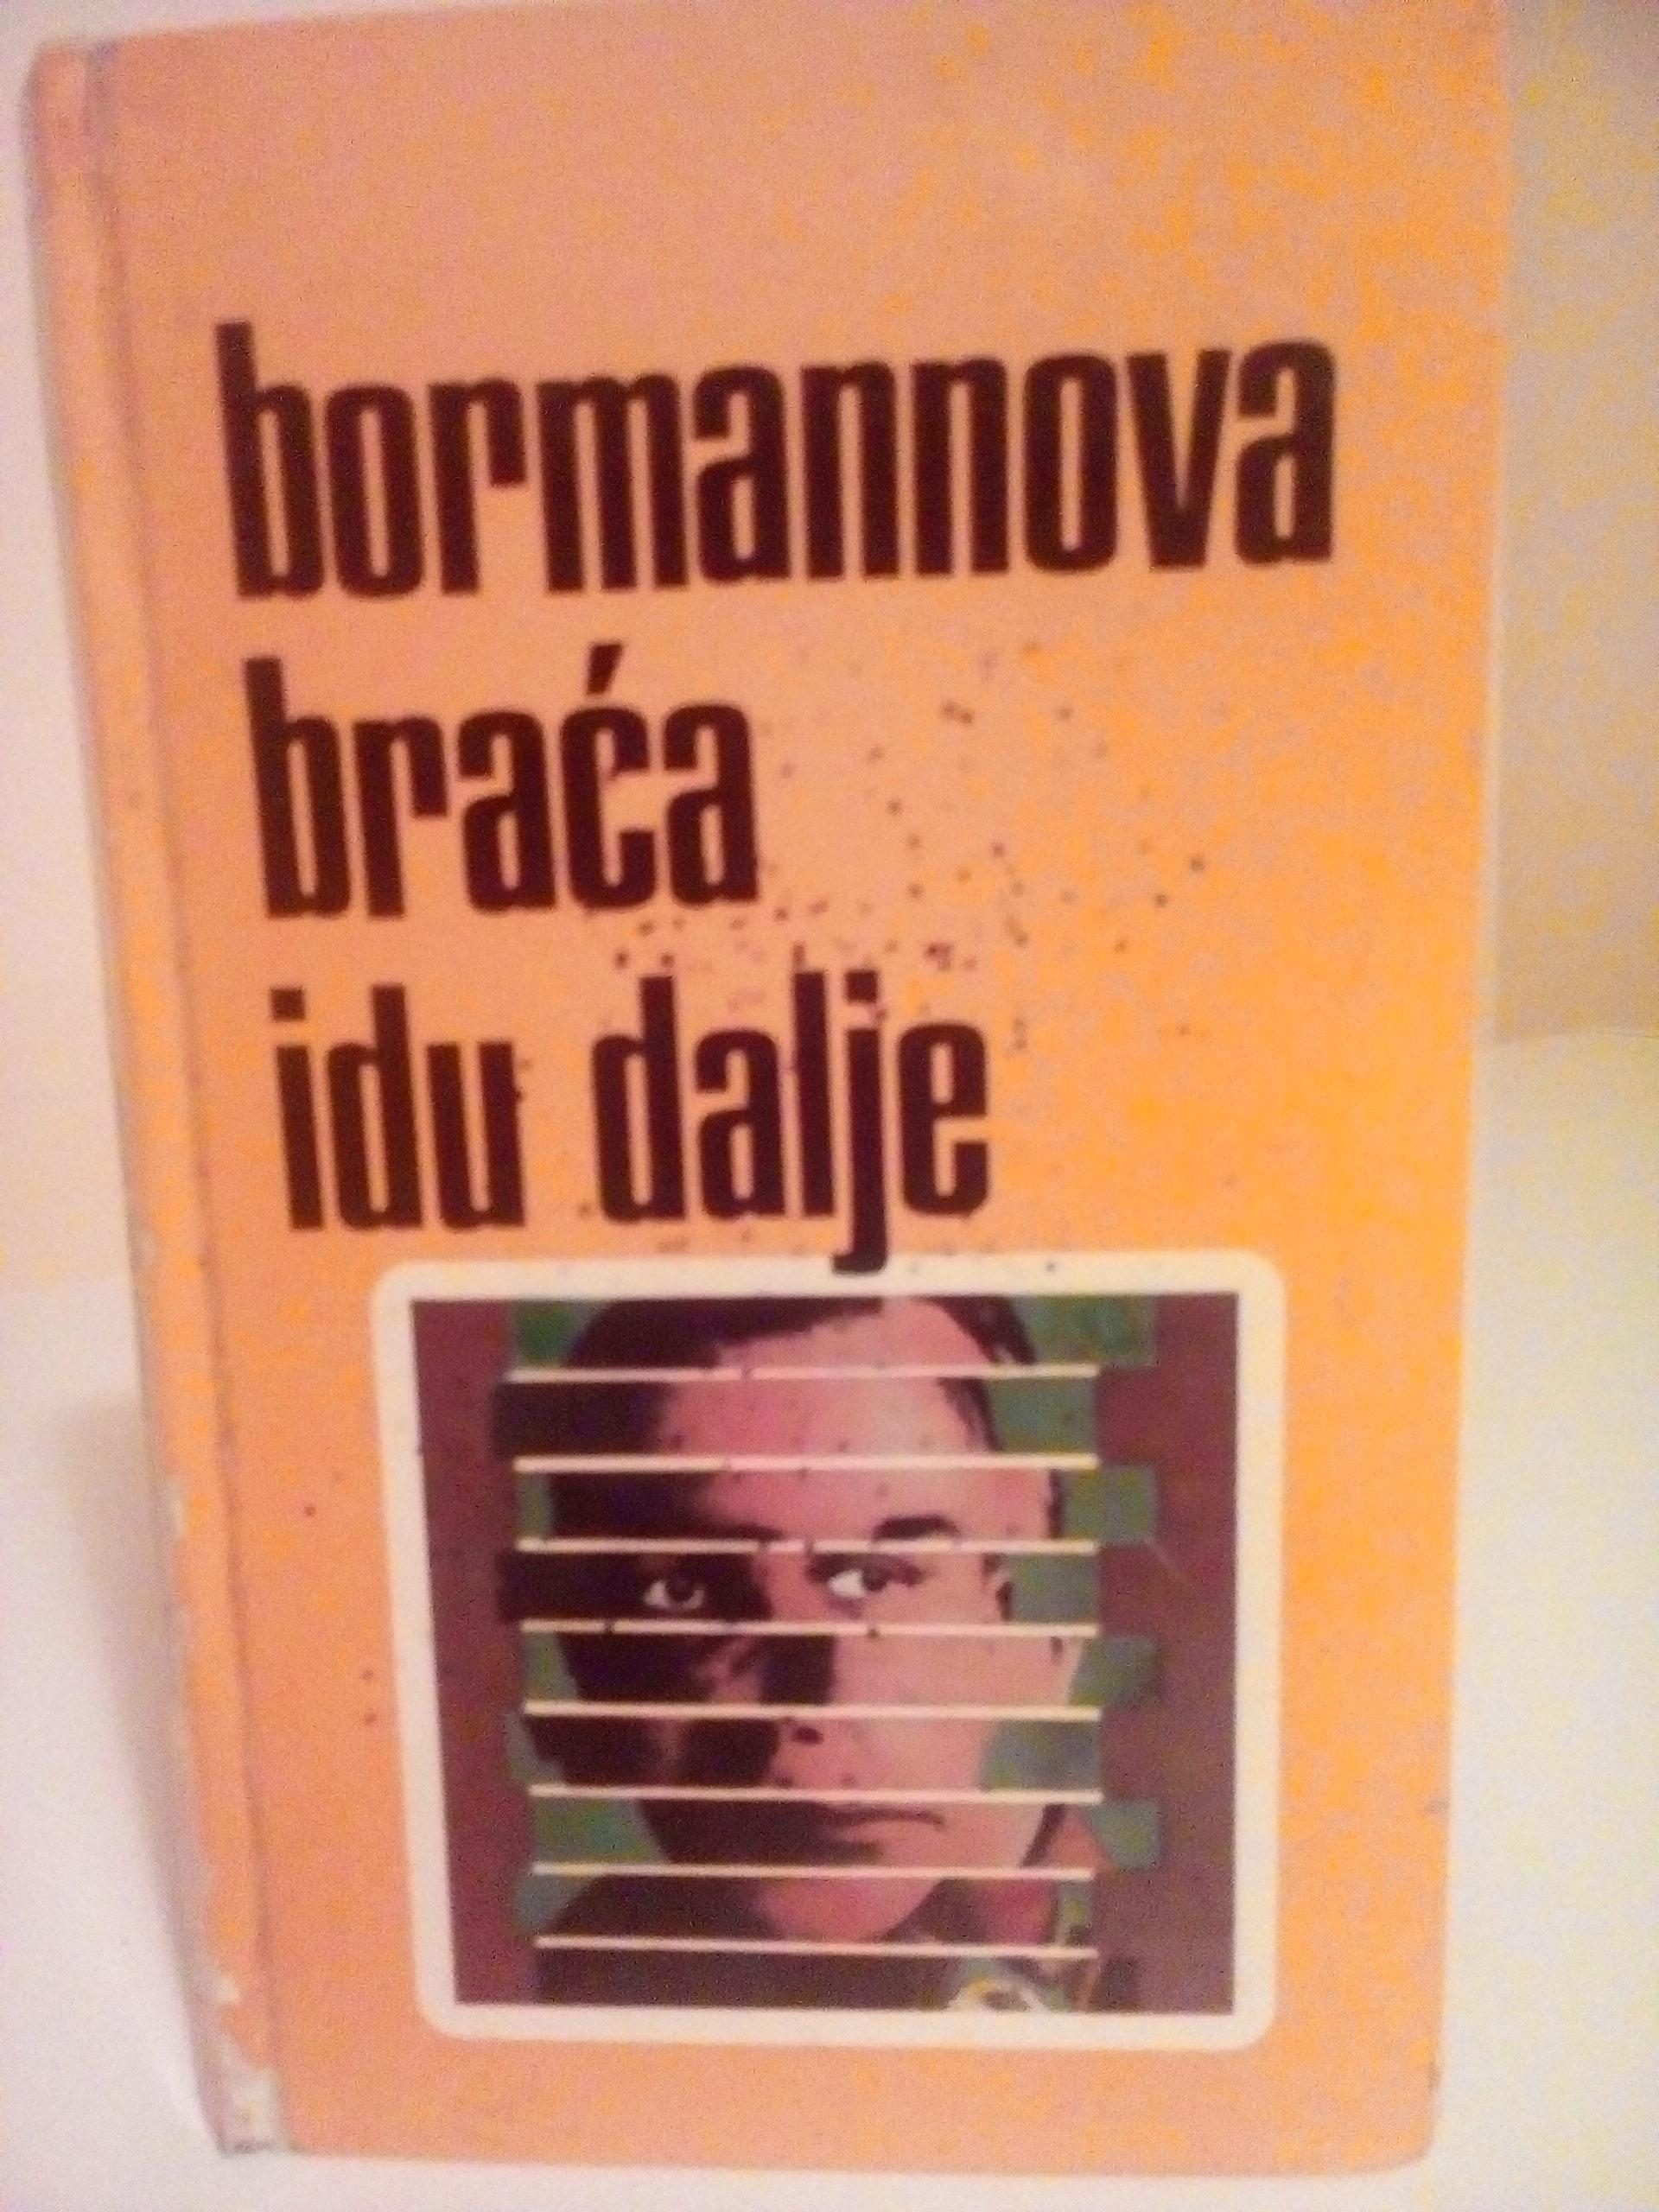 bormannova
braća
idu dalje